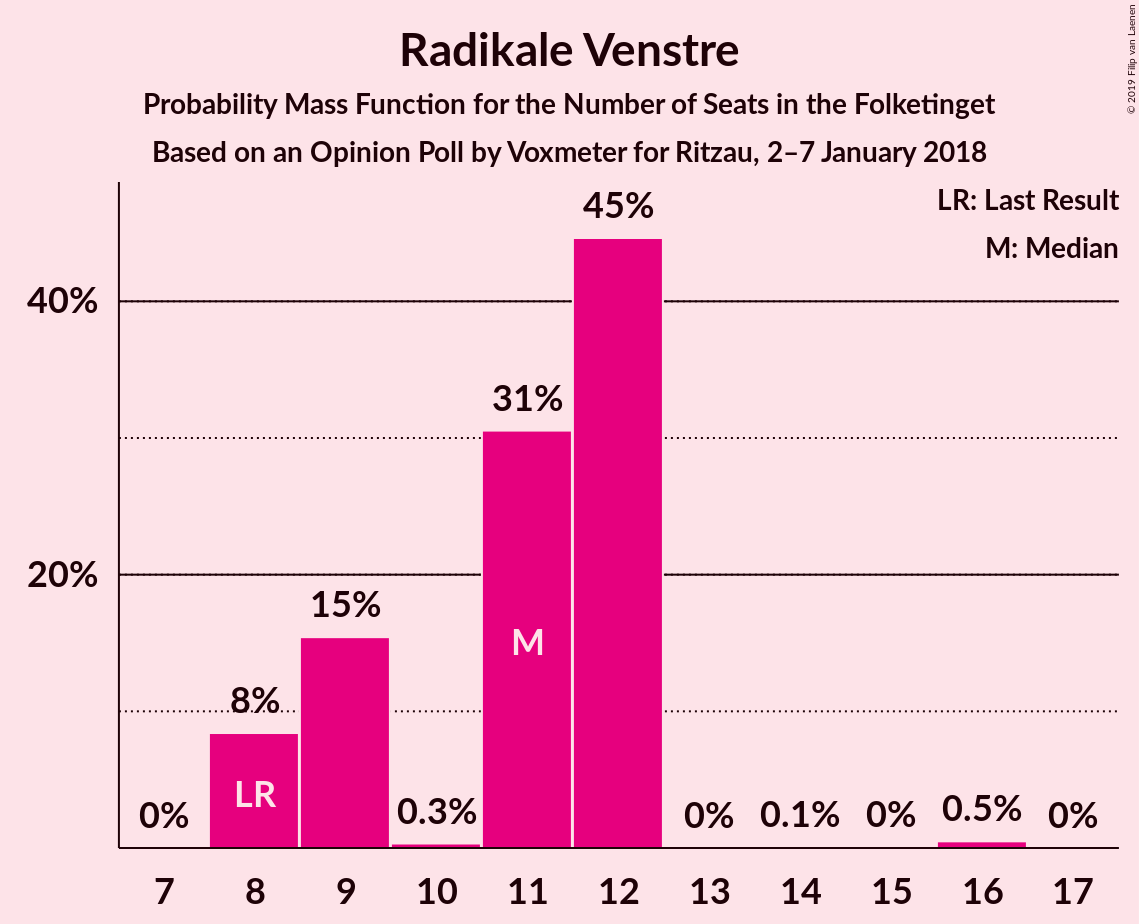 Radikale Venstre
Probability Mass Function for the Number of Seats in the Folketinget
Based on an Opinion Poll by Voxmeter for Ritzau, 2–7 January 2018
© 2019 Filip van Laenen
LR: Last Result
M: Median
45%
40%
31%
20%
15%
M
8%
LR
0%
0.3%
0%
0.1%
0%
0.5%
0%
7 8 9 10 11 12 13 14 15 16 17